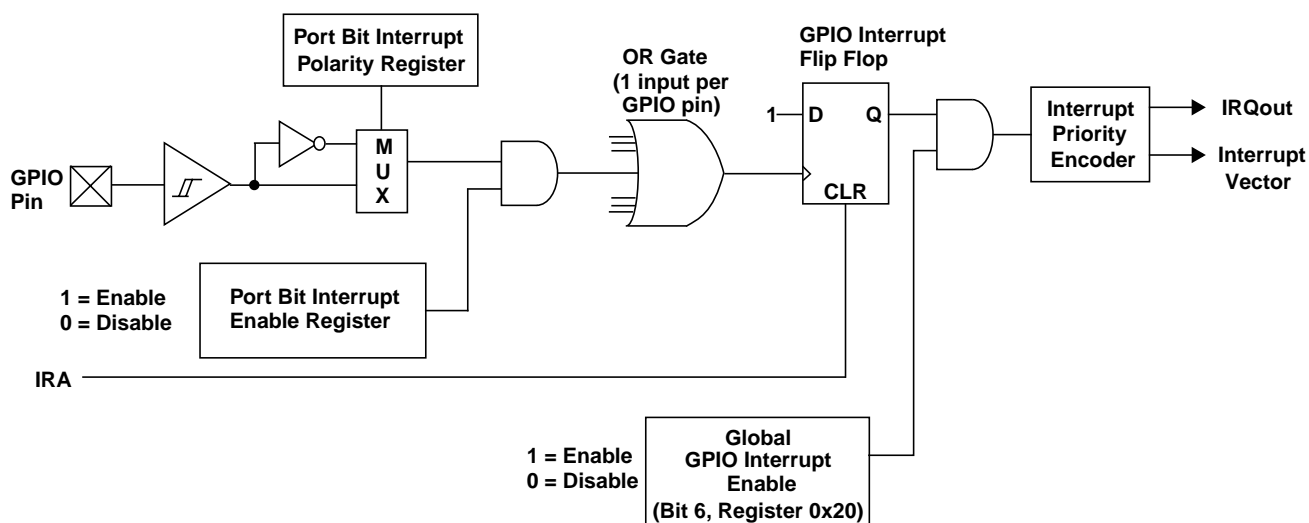 Port Bit Interrupt
Polarity Register
OR Gate
(1 input per
GPIO pin)
GPIO Interrupt
Flip Flop
GPIO
Pin
M
U
X
1
D
Q
CLR
Interrupt
Priority
Encoder
IRQout
Interrupt
Vector
1 = Enable
0 = Disable
Port Bit Interrupt
Enable Register
IRA
1 = Enable
0 = Disable
Global
GPIO Interrupt
Enable
(Bit 6, Register 0x20)